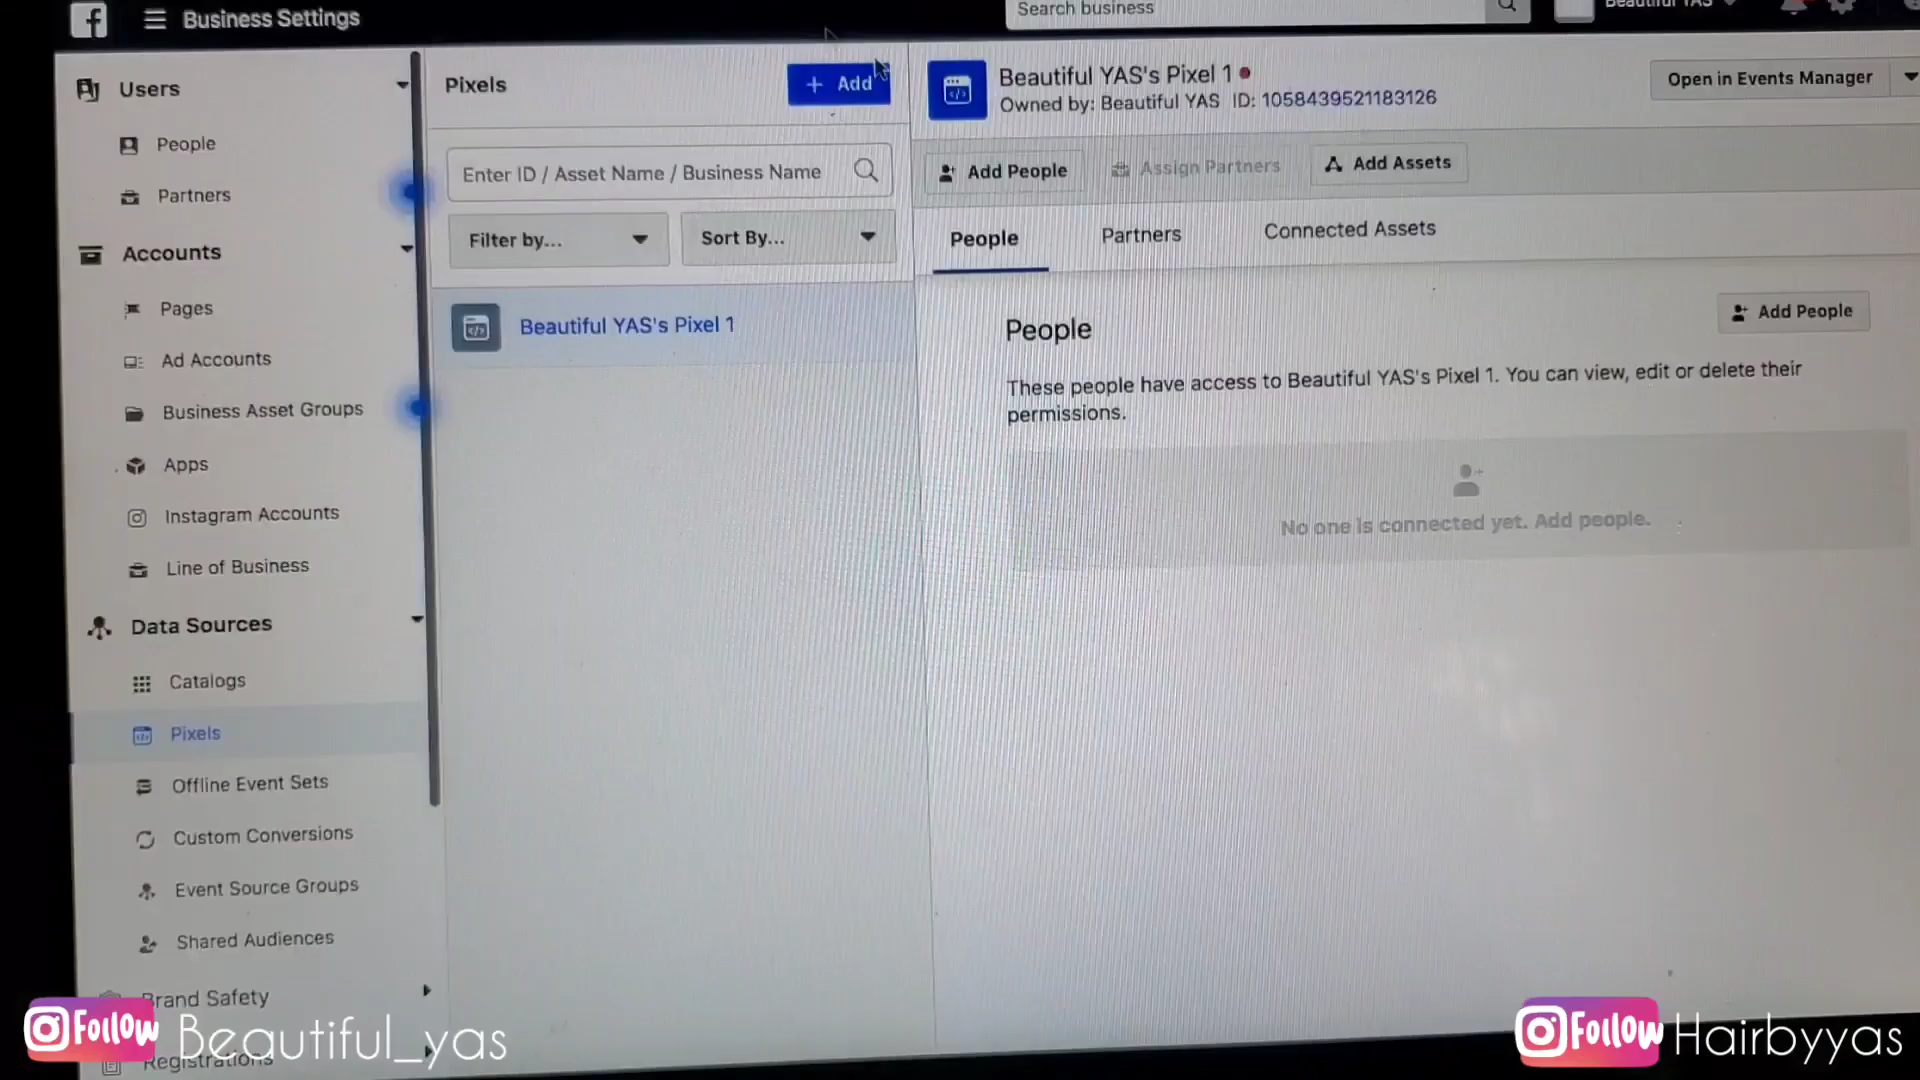 Business Settings
Search business
Beautiful YAS
Users
People
Partners
Accounts
Pages
Ad Accounts
Business Asset Groups
Apps
Instagram Accounts
Line of Business
Data Sources
Catalogs
Pixels
Offline Event Sets
Custom Conversions
Event Source Groups
Shared Audiences
Brand Safety
Registrations
Pixels
+ Add
Enter ID / Asset Name / Business Name
Filter by...
Sort By...
Beautiful YAS's Pixel 1
Beautiful YAS's Pixel 1
Owned by: Beautiful YAS ID: 1058439521183126
Open in Events Manager
Add People
Assign Partners
Add Assets
People
Partners
Connected Assets
People
Add People
These people have access to Beautiful YAS's Pixel 1. You can view, edit or delete their
permissions.
No one is connected yet. Add people.
Follow Beautiful_yas
Follow Hairbyyas